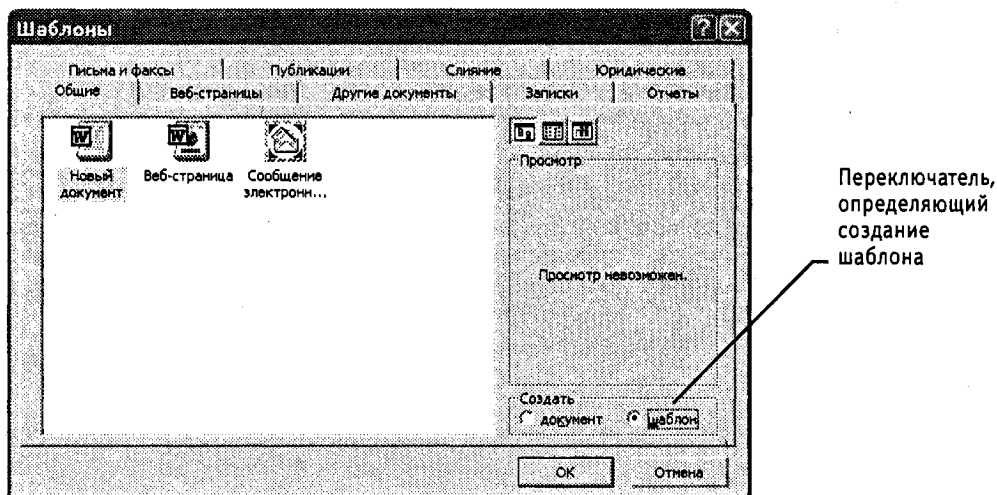 Шаблоны
Письма и факсы Публикации Слияние Юридические
Общие Веб-страницы Другие документы Записки Отчеты
Новый документ
Веб-страница
Сообщение электронн...
Просмотр
Просмотр невозможен.
Создать
документ шаблон
ОК Отмена
Переключатель,
определяющий
создание
шаблона